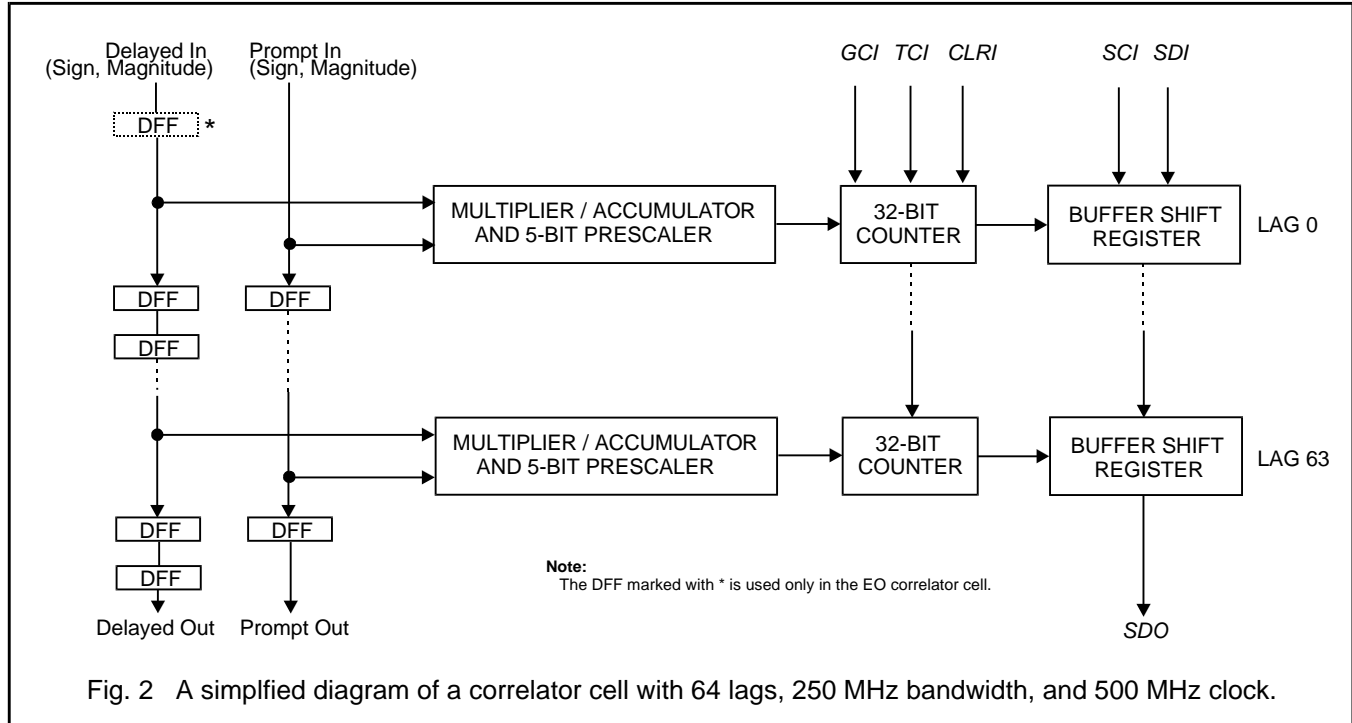 Delayed In
(Sign, Magnitude)
Prompt In
(Sign, Magnitude)
GCI TCI CLRI
SCI SDI
DFF *
MULTIPLIER / ACCUMULATOR
AND 5-BIT PRESCALER
32-BIT
COUNTER
BUFFER SHIFT
REGISTER
LAG 0
DFF
DFF
DFF
MULTIPLIER / ACCUMULATOR
AND 5-BIT PRESCALER
32-BIT
COUNTER
BUFFER SHIFT
REGISTER
LAG 63
DFF
DFF
DFF
Note:
The DFF marked with * is used only in the EO correlator cell.
Delayed Out
Prompt Out
SDO
Fig. 2 A simplfied diagram of a correlator cell with 64 lags, 250 MHz bandwidth, and 500 MHz clock.